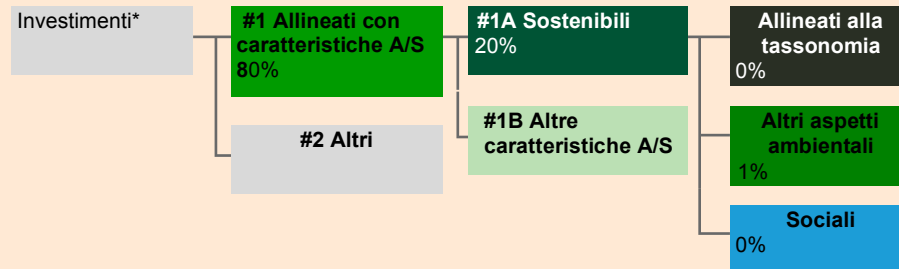 Investimenti*
#1 Allineati con
caratteristiche A/S
80%
#2 Altri
#1A Sostenibili
20%
#1B Altre
caratteristiche A/S
Allineati alla
tassonomia
0%
Altri aspetti
ambientali
1%
Sociali
0%